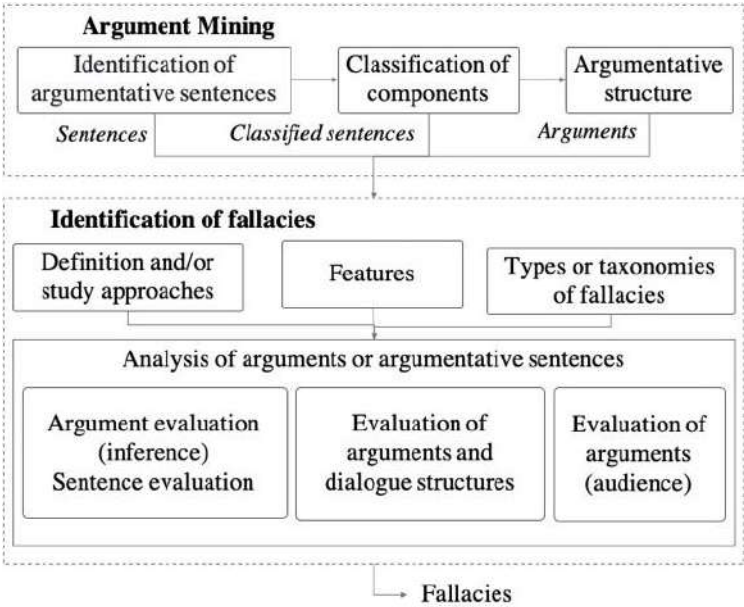 Argument Mining
Identification of
argumentative sentences
Classification of
components
Argumentative
structure
Sentences
Classified sentences
Arguments
Identification of fallacies
Definition and/or
study approaches
Features
Types or taxonomies
of fallacies
Analysis of arguments or argumentative sentences
Argument evaluation
(inference)
Sentence evaluation
Evaluation of
arguments and
dialogue structures
Evaluation of
arguments
(audience)
Fallacies